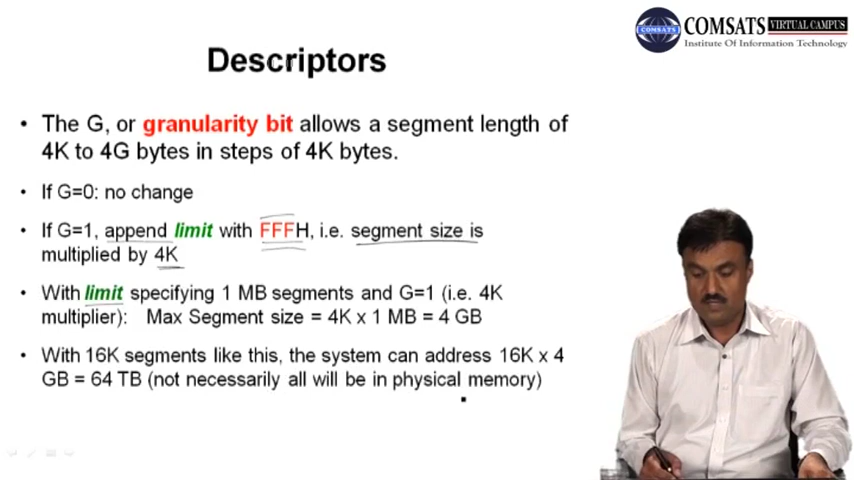 COMSATS VIRTUAL CAMPUS
COMSATS
Institute Of Information Technology
Descriptors
• The G, or granularity bit allows a segment length of
4K to 4G bytes in steps of 4K bytes.
• If G=0: no change
• If G=1, append limit with FFFH, i.e. segment size is
multiplied by 4K
• With limit specifying 1 MB segments and G=1 (i.e. 4K
multiplier): Max Segment size = 4K x 1 MB = 4 GB
• With 16K segments like this, the system can address 16K x 4
GB = 64 TB (not necessarily all will be in physical memory)